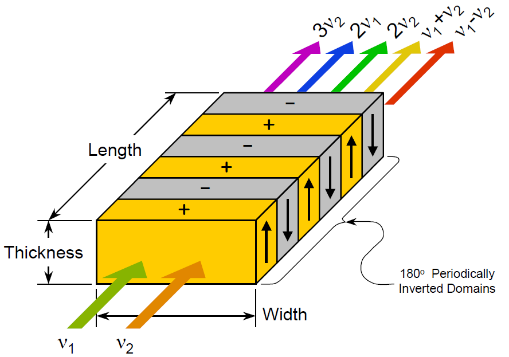 3ν₂ 2ν₁ 2ν₂ ν₁+ν₂ ν₁-ν₂
−
+
−
+
−
+
Length
Thickness
Width
180° Periodically
Inverted Domains
ν₁ ν₂